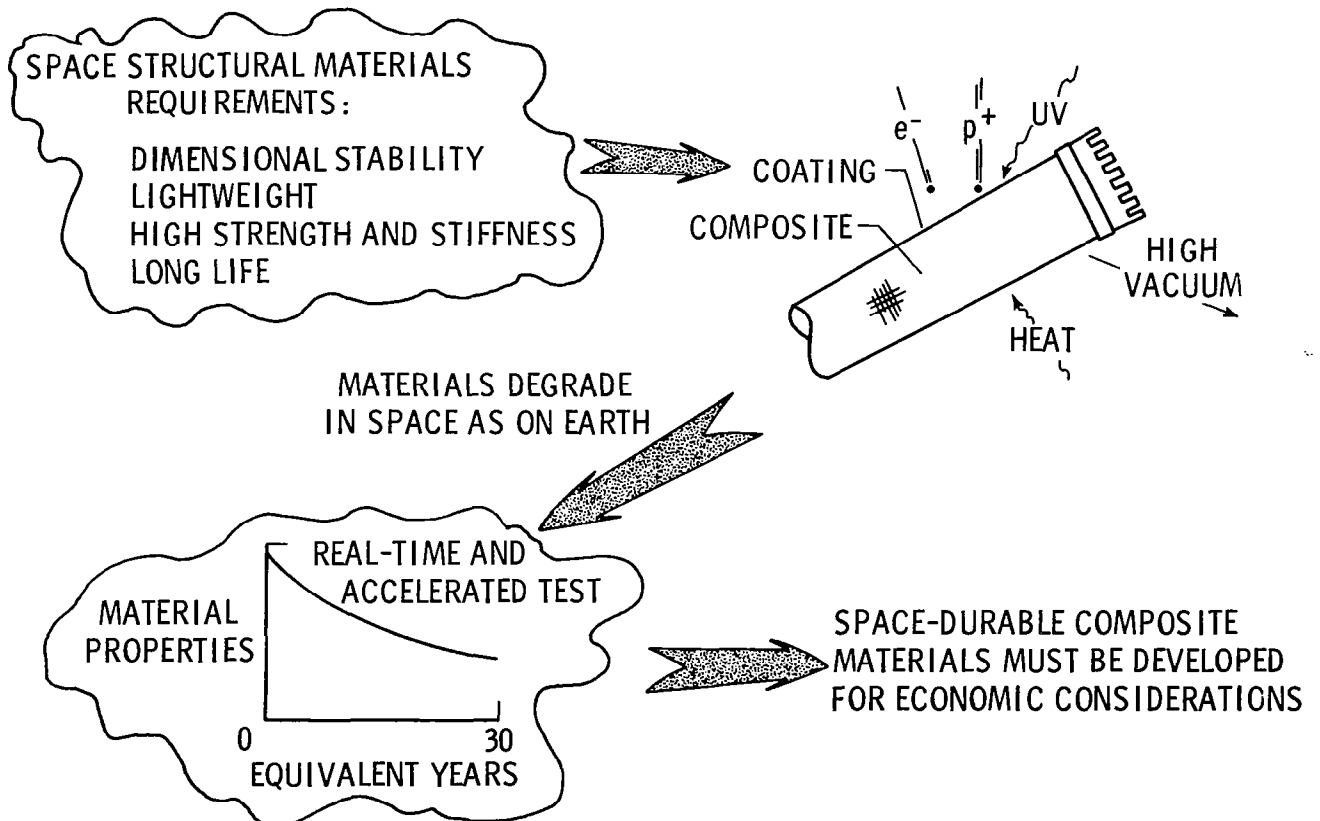 SPACE STRUCTURAL MATERIALS
REQUIREMENTS:
DIMENSIONAL STABILITY
LIGHTWEIGHT
HIGH STRENGTH AND STIFFNESS
LONG LIFE
e⁻
p⁺
UV
COATING
COMPOSITE
HIGH
VACUUM
HEAT
MATERIALS DEGRADE
IN SPACE AS ON EARTH
REAL-TIME AND
ACCELERATED TEST
MATERIAL
PROPERTIES
0
30
EQUIVALENT YEARS
SPACE-DURABLE COMPOSITE
MATERIALS MUST BE DEVELOPED
FOR ECONOMIC CONSIDERATIONS